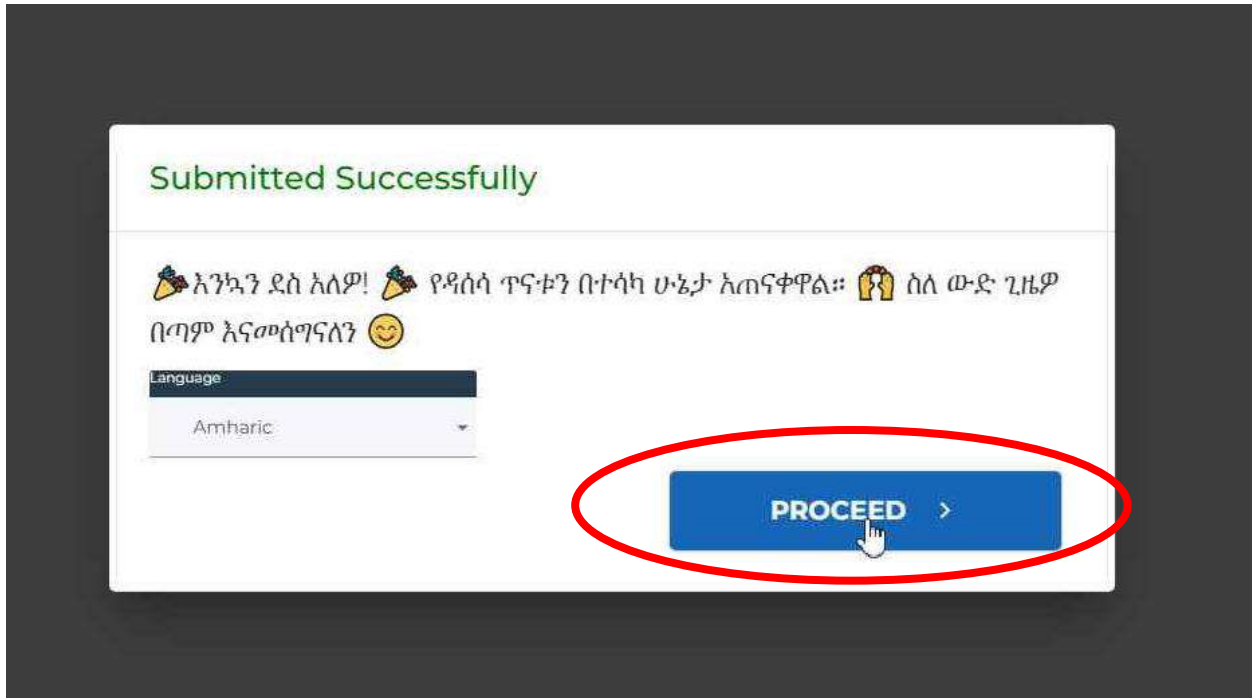 Submitted Successfully
🎉እንኳን ደስ አለዎ! 🎉 የዳሰሳ ጥናቱን በተሳካ ሁኔታ አጠናቀዋል። 🙌 ስለ ውድ ጊዜዎ
በጣም እናመሰግናለን 😊
Language
Amharic
PROCEED >